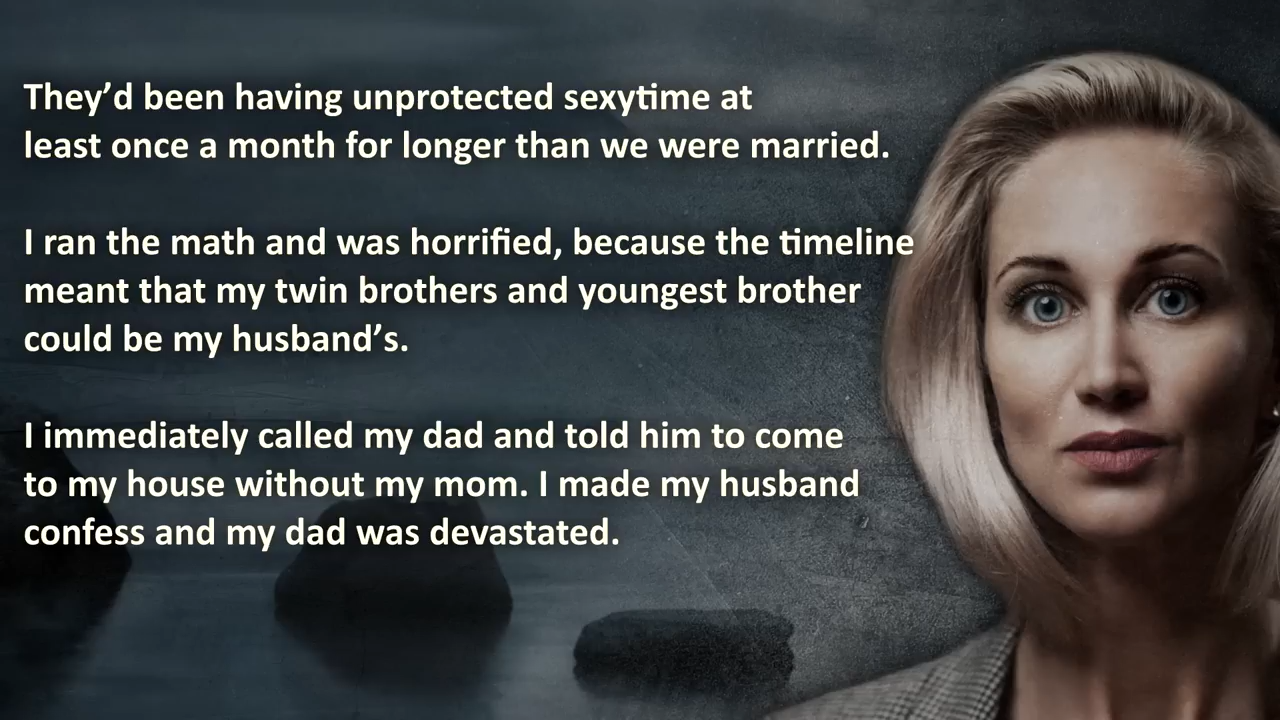 They’d been having unprotected sexytime at
least once a month for longer than we were married.
I ran the math and was horrified, because the timeline
meant that my twin brothers and youngest brother
could be my husband’s.
I immediately called my dad and told him to come
to my house without my mom. I made my husband
confess and my dad was devastated.